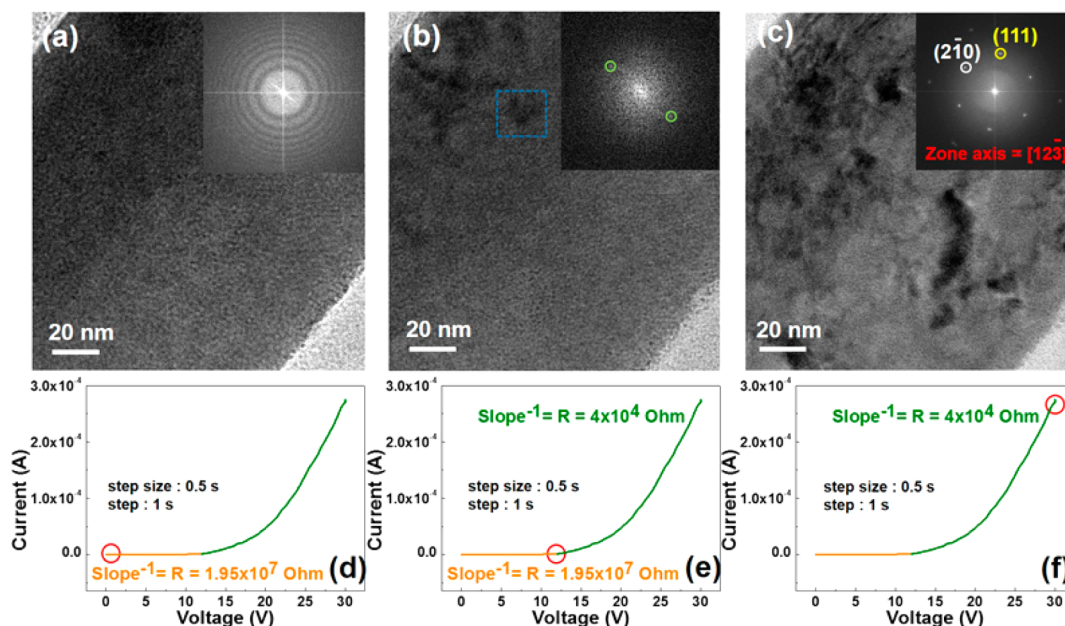 (a)
20 nm
(b)
20 nm
(c)
(21̄0)
(111)
Zone axis = [123̄]
20 nm
3.0x10⁻⁴
2.0x10⁻⁴
1.0x10⁻⁴
0.0
Current (A)
step size : 0.5 s
step : 1 s
Slope⁻¹= R = 1.95x10⁷ Ohm
(d)
0 5 10 15 20 25 30
Voltage (V)
3.0x10⁻⁴
2.0x10⁻⁴
1.0x10⁻⁴
0.0
Current (A)
Slope⁻¹= R = 4x10⁴ Ohm
step size : 0.5 s
step : 1 s
Slope⁻¹= R = 1.95x10⁷ Ohm
(e)
0 5 10 15 20 25 30
Voltage (V)
3.0x10⁻⁴
2.0x10⁻⁴
1.0x10⁻⁴
0.0
Current (A)
Slope⁻¹= R = 4x10⁴ Ohm
step size : 0.5 s
step : 1 s
(f)
0 5 10 15 20 25 30
Voltage (V)